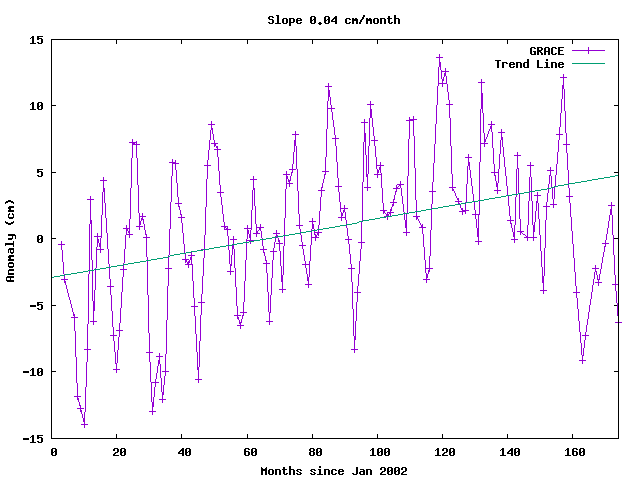 Slope 0.04 cm/month
GRACE
Trend Line
15
10
5
0
-5
-10
-15
Anomaly (cm)
0 20 40 60 80 100 120 140 160
Months since Jan 2002